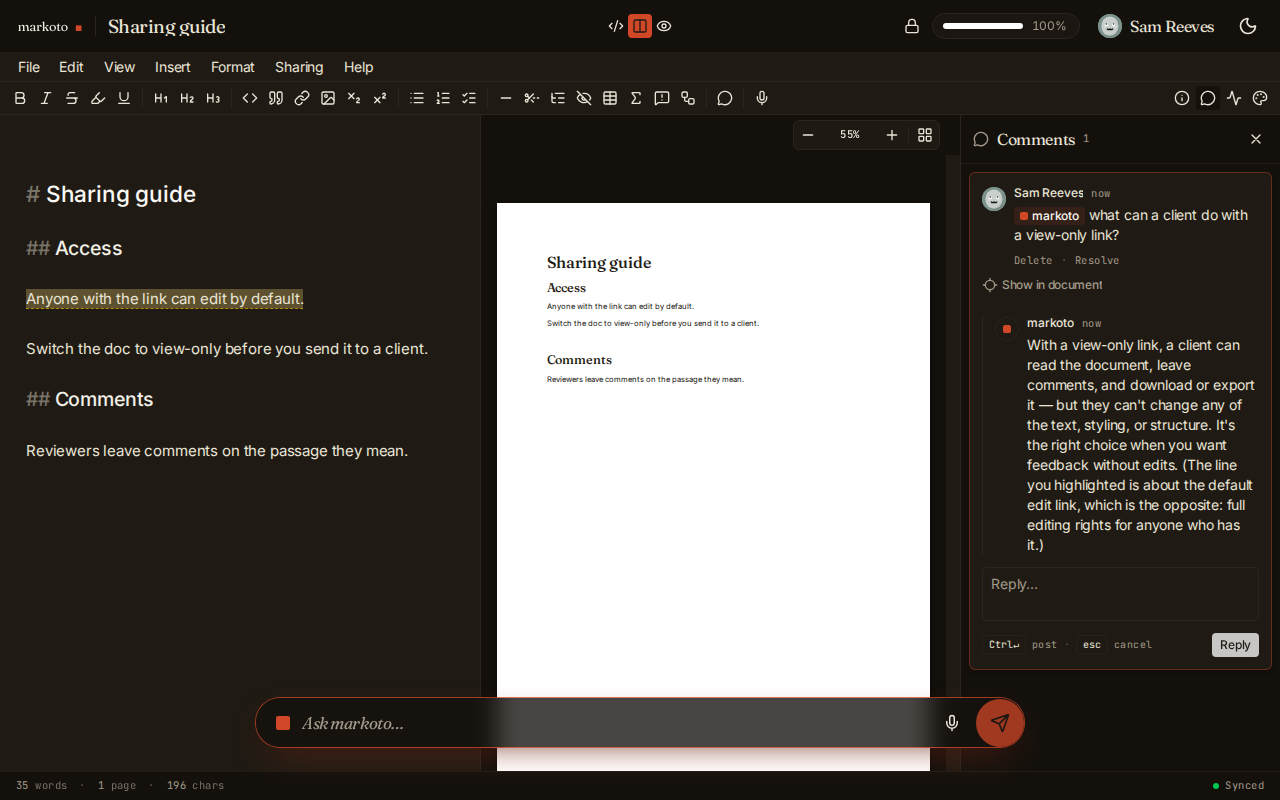 markoto
Sharing guide
100%
Sam Reeves
File Edit View Insert Format Sharing Help
H1 H2 H3
X2 X2
55%
# Sharing guide
## Access
Anyone with the link can edit by default.
Switch the doc to view-only before you send it to a client.
## Comments
Reviewers leave comments on the passage they mean.
Sharing guide
Access
Anyone with the link can edit by default.
Switch the doc to view-only before you send it to a client.
Comments
Reviewers leave comments on the passage they mean.
Comments 1
Sam Reeves now
markoto what can a client do with
a view-only link?
Delete · Resolve
Show in document
markoto now
With a view-only link, a client can
read the document, leave
comments, and download or export
it — but they can't change any of
the text, styling, or structure. It's
the right choice when you want
feedback without edits. (The line
you highlighted is about the default
edit link, which is the opposite: full
editing rights for anyone who has
it.)
Reply...
Ctrl↵ post · esc cancel
Reply
Ask markoto...
35 words · 1 page · 196 chars
Synced